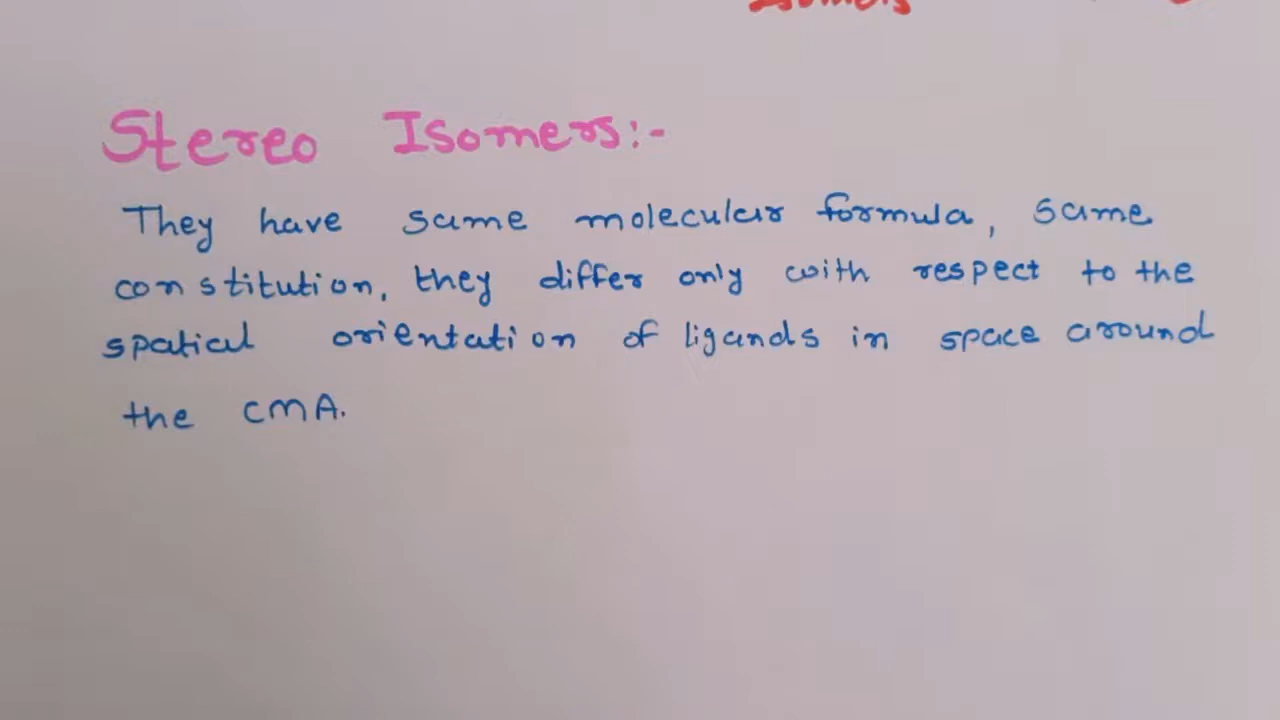 Stereo Isomers:-
They have same molecular formula, same
constitution, they differ only with respect to the
spatial orientation of ligands in space around
the CMA.